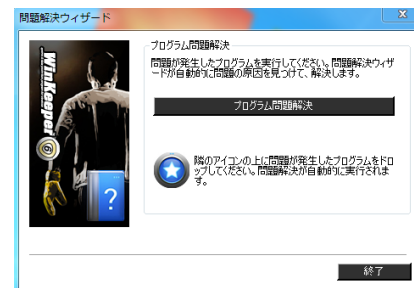 問題解決ウィザード
プログラム問題解決
問題が発生したプログラムを実行してください。問題解決ウィザ
ードが自動的に問題の原因を見つけて、解決します。
プログラム問題解決
隣のアイコンの上に問題が発生したプログラムをドロ
ップしてください。問題解決が自動的に実行されま
す。
WinKeeper
6
?
終了